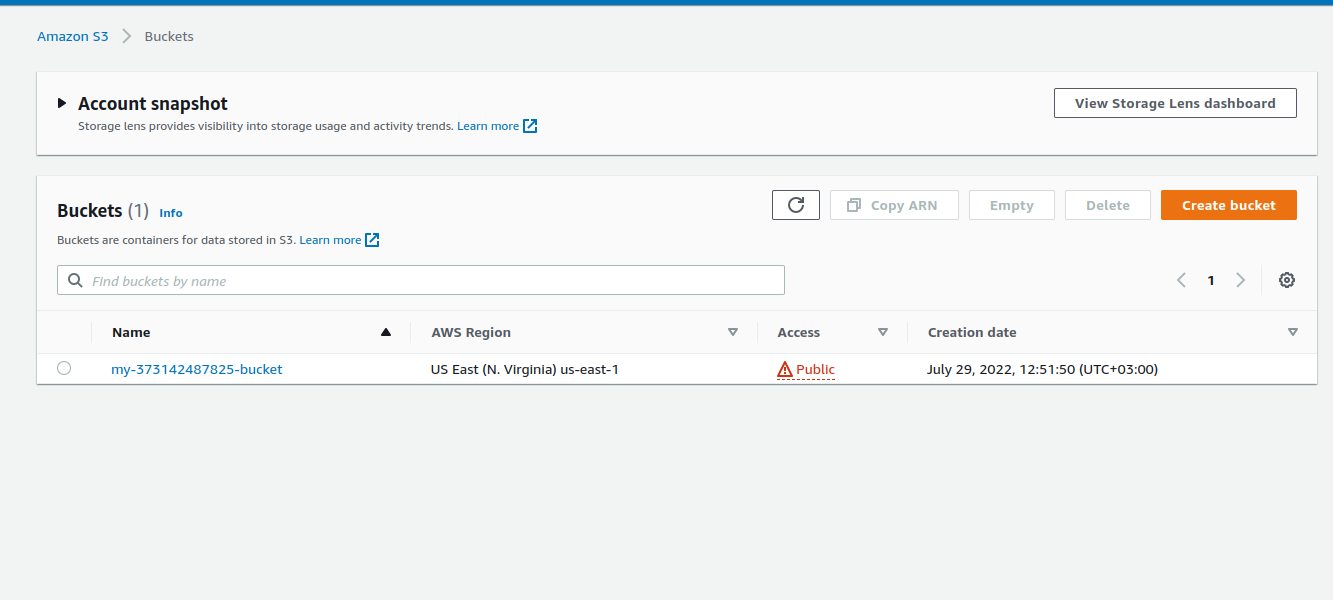 Amazon S3 Buckets
Account snapshot
View Storage Lens dashboard
Storage lens provides visibility into storage usage and activity trends. Learn more
Buckets (1) Info
Copy ARN
Empty
Delete
Create bucket
Buckets are containers for data stored in S3. Learn more
Find buckets by name
1
Name AWS Region Access Creation date
my-373142487825-bucket US East (N. Virginia) us-east-1 Public July 29, 2022, 12:51:50 (UTC+03:00)